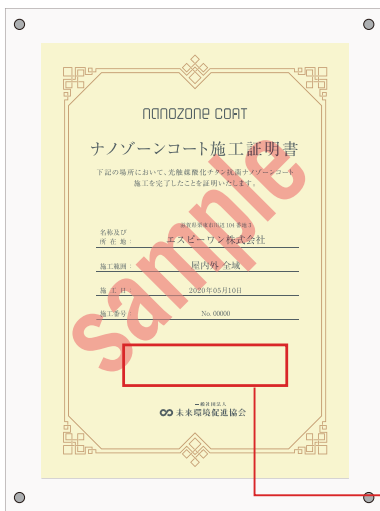 nanozone COAT
ナノゾーンコート施工証明書
下記の場所において、光触媒酸化チタン抗菌ナノゾーンコート
施工を完了したことを証明いたします。
名称及び
所在地：
エスピーワン株式会社
施工範囲：
屋内外 全域
施工日：
2020年05月10日
施工番号：
No. 00000
sample
一般社団法人
未来環境促進協会